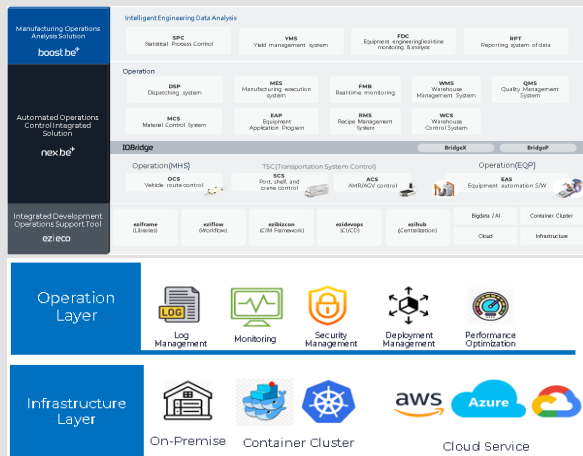 Intelligent Engineering Data Analysis
Manufacturing Operations
Analysis Solution
boost.be+
SPC
Statistical Process Control
YMS
Yield management system
FDC
Equipment engineering/real-time
monitoring & analysis
RPT
Reporting system of data
Operation
DSP
Dispatching system
MES
Manufacturing execution
system
FMB
Real-time monitoring
WMS
Warehouse
Management System
QMS
Quality Management
System
Automated Operations
Control Integrated
Solution
nex.be+
MCS
Material Control System
EAP
Equipment
Application Program
RMS
Recipe Management
System
WCS
Warehouse
Control System
IOBridge
BridgeX
BridgeP
Operation(MHS)
TSC(Transportation System Control)
Operation(EQP)
OCS
Vehicle route control
SCS
Port, shelf, and
crane control
ACS
AMR/AGV control
EAS
Equipment automation S/W
Integrated Development
Operations Support Tool
ezi.eco
eziframe
(Libraries)
eziflow
(Workflow)
ezibizcon
(CIM Framework)
ezidevops
(CI/CD)
ezihub
(Centralization)
Bigdata / AI
Container Cluster
Cloud
Infrastructure
Operation
Layer
LOG
Log
Management
Monitoring
Security
Management
Deployment
Management
Performance
Optimization
Infrastructure
Layer
On-Premise
Container Cluster
aws
Azure
Cloud Service